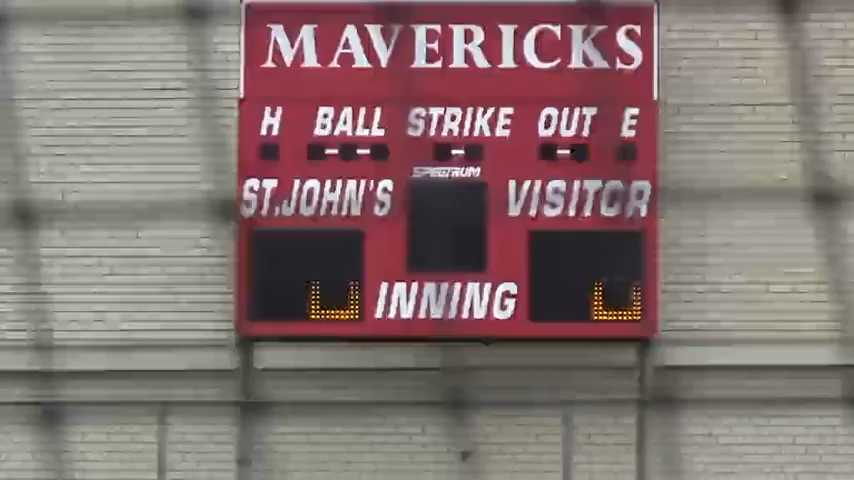 MAVERICKS
H BALL STRIKE OUT E
SPECTRUM
ST.JOHN'S VISITOR
INNING